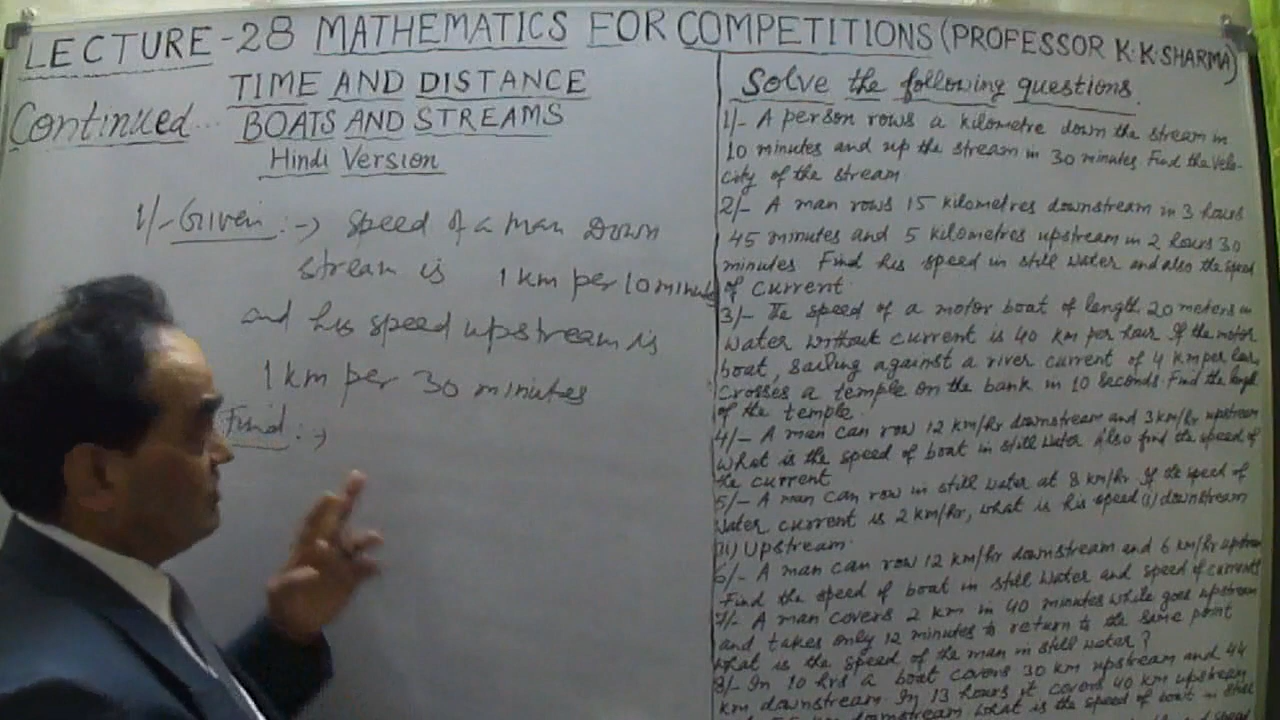 LECTURE-28 MATHEMATICS FOR COMPETITIONS (PROFESSOR K.K SHARMA)
TIME AND DISTANCE
Continued... BOATS AND STREAMS
Hindi Version
1/- Given :→ Speed of a man Down
stream is 1 km per 10 minutes
and his speed upstream is
1 km per 30 minutes
Find :→
Solve the following questions.
1/- A person rows a kilometre down the stream in
10 minutes and up the stream in 30 minutes Find the velo-
city of the stream
2/- A man rows 15 kilometres downstream in 3 hours
45 minutes and 5 kilometres upstream in 2 hours 30
minutes Find his speed in still water and also the speed
of current.
3/- The speed of a motor boat of length 20 meters in
water without current is 40 km per hour If the motor
boat, sailing against a river current of 4 km per hour
Crosses a temple on the bank in 10 seconds Find the length
of the temple.
4/- A man can row 12 km/hr downstream and 3 km/hr upstream
What is the speed of boat in still water Also find the speed of
the current
5/- A man can row in still water at 8 km/hr If the speed of
water current is 2 km/hr, what is his speed (i) downstream
(ii) Upstream.
6/- A man can row 12 km/hr downstream and 6 km/hr upstream
Find the speed of boat in still water and speed of current
7/- A man covers 2 km in 40 minutes while goes upstream
and takes only 12 minutes to return to the same point
What is the speed of the man in still water?
8/- In 10 hrs a boat covers 30 km upstream and 44
km downstream. In 13 hours it covers 40 km upstream
km downstream what is the speed of boat in still